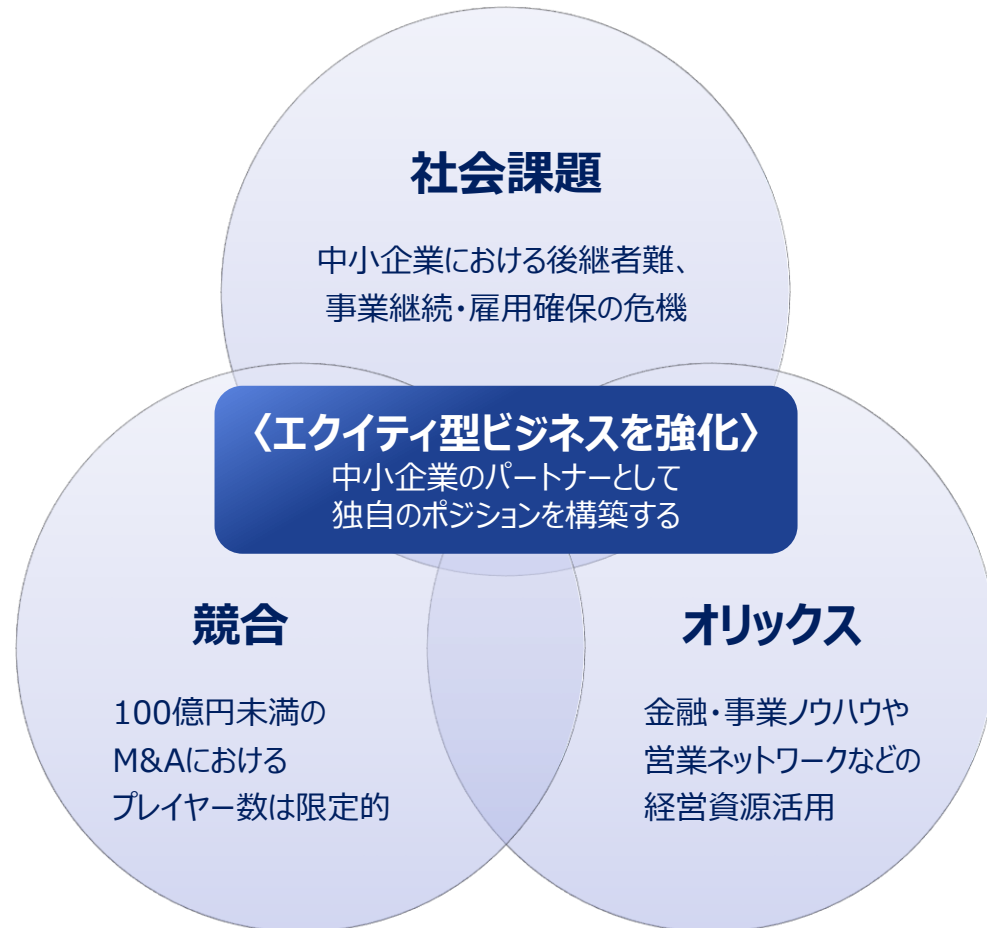 社会課題
中小企業における後継者難、
事業継続・雇用確保の危機
〈エクイティ型ビジネスを強化〉
中小企業のパートナーとして
独自のポジションを構築する
競合
100億円未満の
M&Aにおける
プレイヤー数は限定的
オリックス
金融・事業ノウハウや
営業ネットワークなどの
経営資源活用